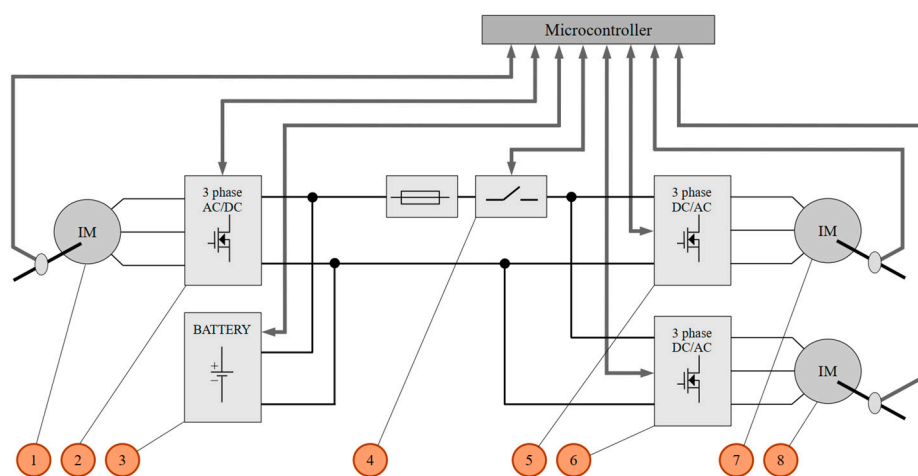 Microcontroller
3 phase
AC/DC
3 phase
DC/AC
IM
IM
BATTERY
+
−
3 phase
DC/AC
IM
1
2
3
4
5
6
7
8